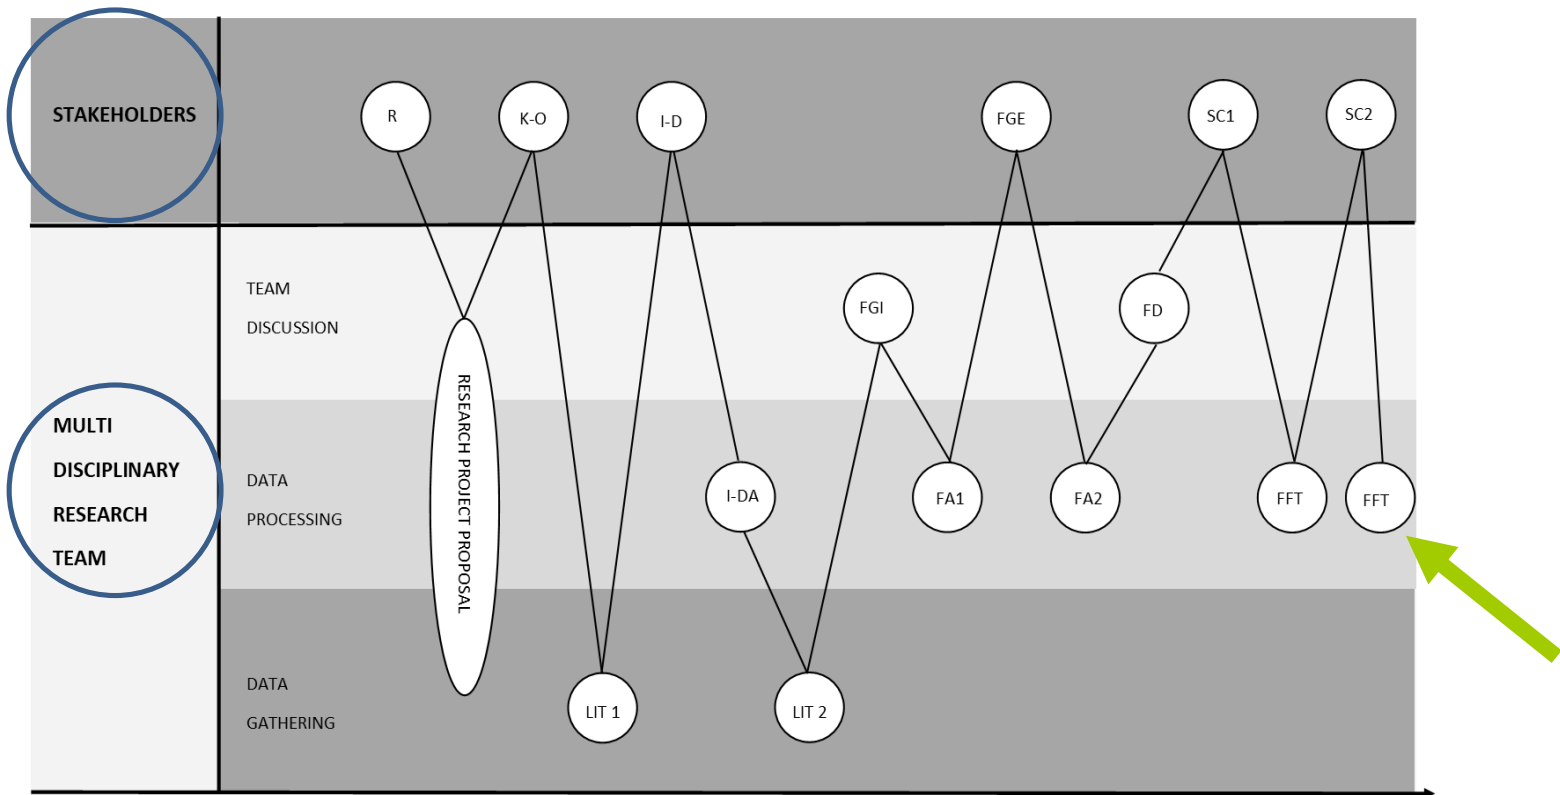 STAKEHOLDERS
R
K-O
I-D
FGE
SC1
SC2
TEAM
DISCUSSION
FGI
FD
MULTI
DISCIPLINARY
RESEARCH
TEAM
RESEARCH PROJECT PROPOSAL
DATA
PROCESSING
I-DA
FA1
FA2
FFT
FFT
DATA
GATHERING
LIT 1
LIT 2